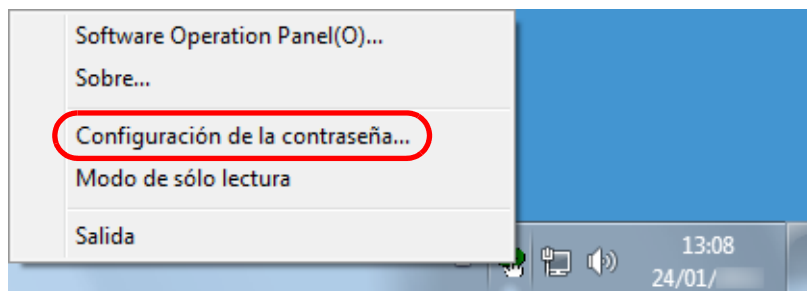 Software Operation Panel(O)...
Sobre...
Configuración de la contraseña...
Modo de sólo lectura
Salida
13:08
24/01/